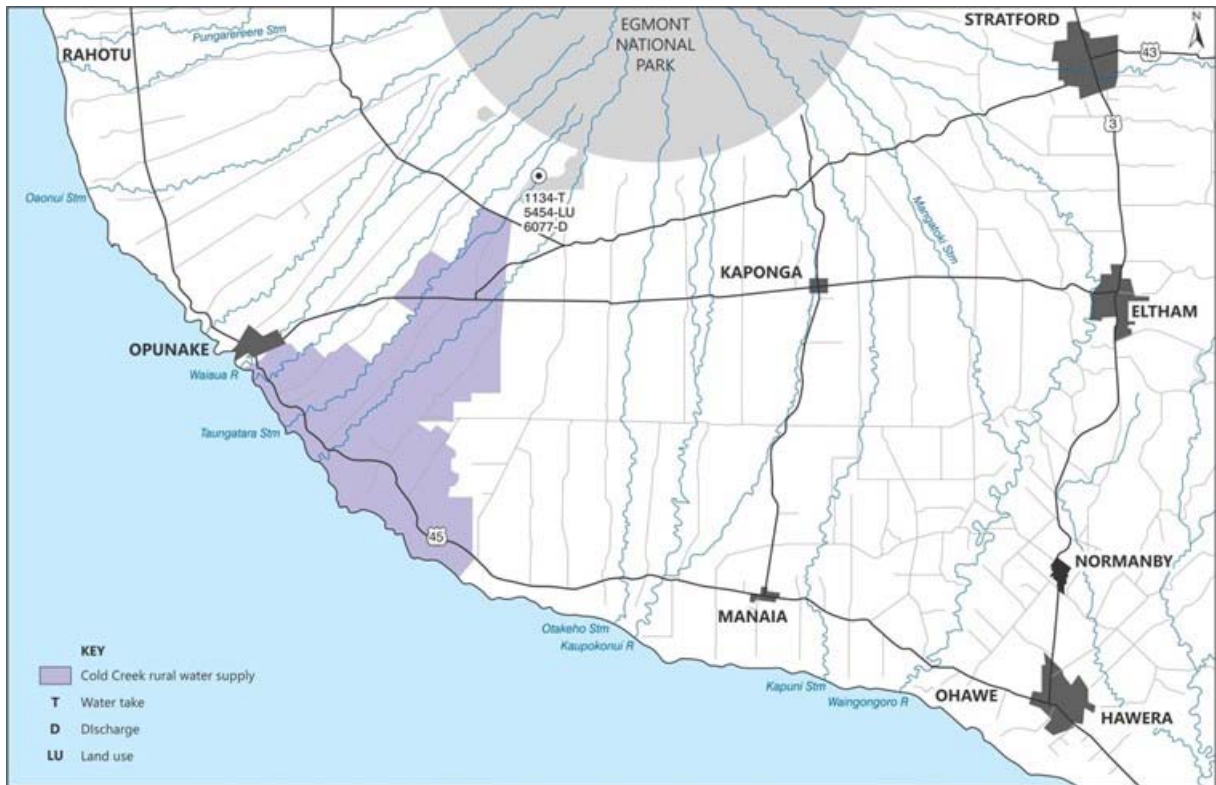 EGMONT
NATIONAL
PARK
STRATFORD
N
43
Pungarereere Stm
RAHOTU
3
Oaonui Stm
1134-T
5454-LU
6077-D
Mangatoki Stm
KAPONGA
ELTHAM
OPUNAKE
Waiaua R
Taungatara Stm
45
NORMANBY
MANAIA
Otakeho Stm
Kaupokonui R
Kapuni Stm
Waingongoro R
OHAWE
HAWERA
KEY
Cold Creek rural water supply
T Water take
D DIscharge
LU Land use